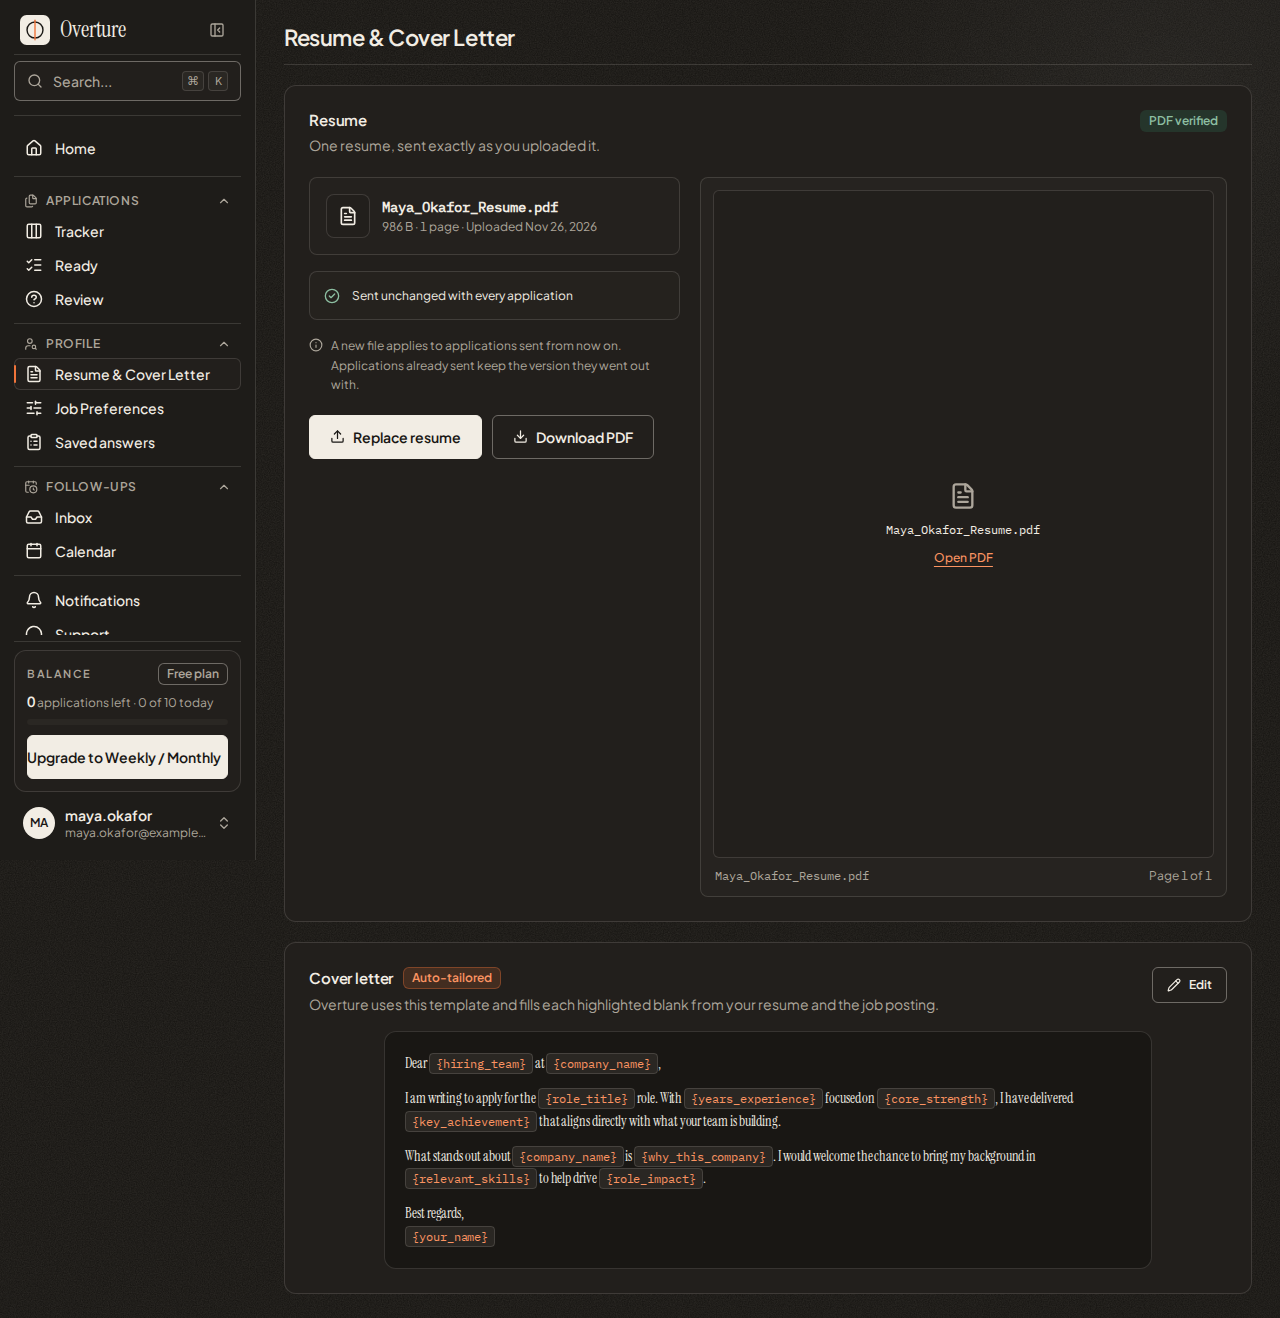 Overture
Search...
⌘ K
Home
APPLICATIONS
Tracker
Ready
Review
PROFILE
Resume & Cover Letter
Job Preferences
Saved answers
FOLLOW-UPS
Inbox
Calendar
Notifications
Support
BALANCE
Free plan
0 applications left · 0 of 10 today
Upgrade to Weekly / Monthly
MA
maya.okafor
maya.okafor@example...
Resume & Cover Letter
Resume
PDF verified
One resume, sent exactly as you uploaded it.
Maya_Okafor_Resume.pdf
986 B · 1 page · Uploaded Nov 26, 2026
Sent unchanged with every application
A new file applies to applications sent from now on.
Applications already sent keep the version they went out
with.
Replace resume
Download PDF
Maya_Okafor_Resume.pdf
Open PDF
Maya_Okafor_Resume.pdf
Page 1 of 1
Cover letter
Auto-tailored
Edit
Overture uses this template and fills each highlighted blank from your resume and the job posting.
Dear {hiring_team} at {company_name},
I am writing to apply for the {role_title} role. With {years_experience} focused on {core_strength}, I have delivered
{key_achievement} that aligns directly with what your team is building.
What stands out about {company_name} is {why_this_company}. I would welcome the chance to bring my background in
{relevant_skills} to help drive {role_impact}.
Best regards,
{your_name}